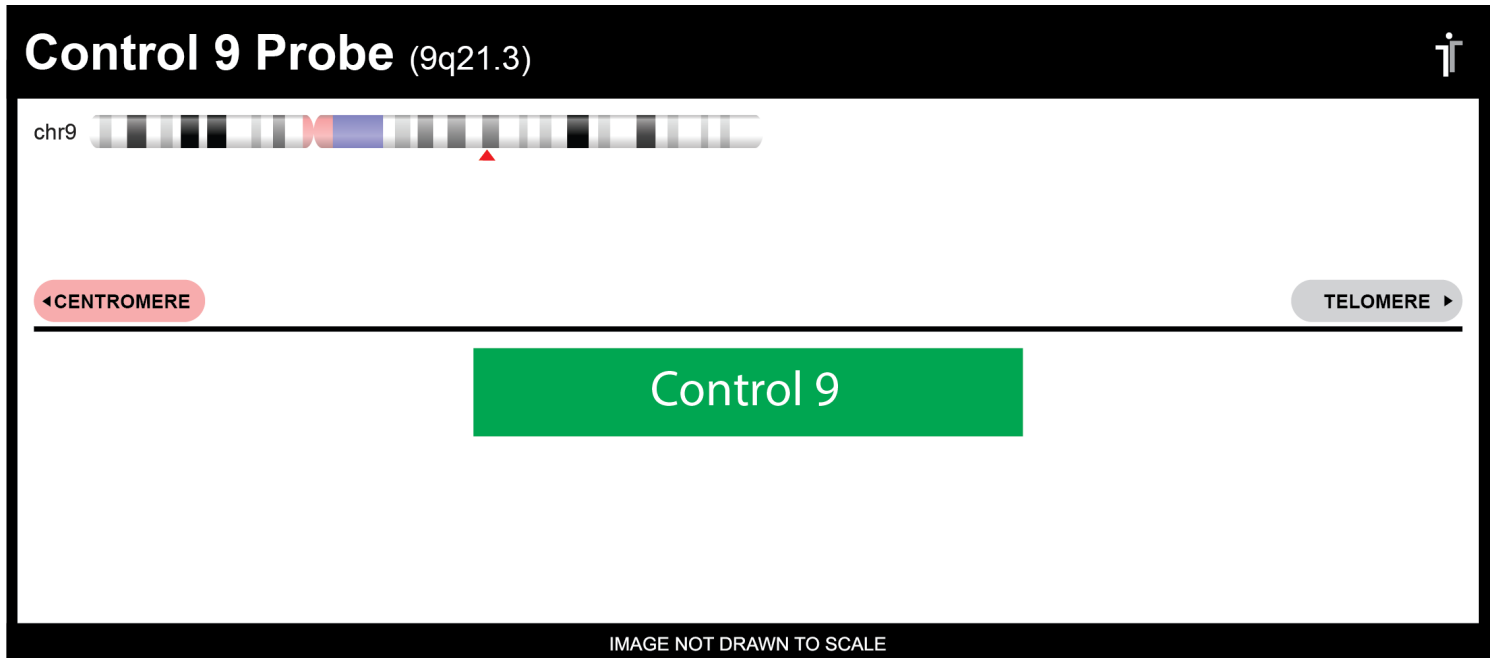 Control 9 Probe (9q21.3)
chr9
CENTROMERE
TELOMERE
Control 9
IMAGE NOT DRAWN TO SCALE